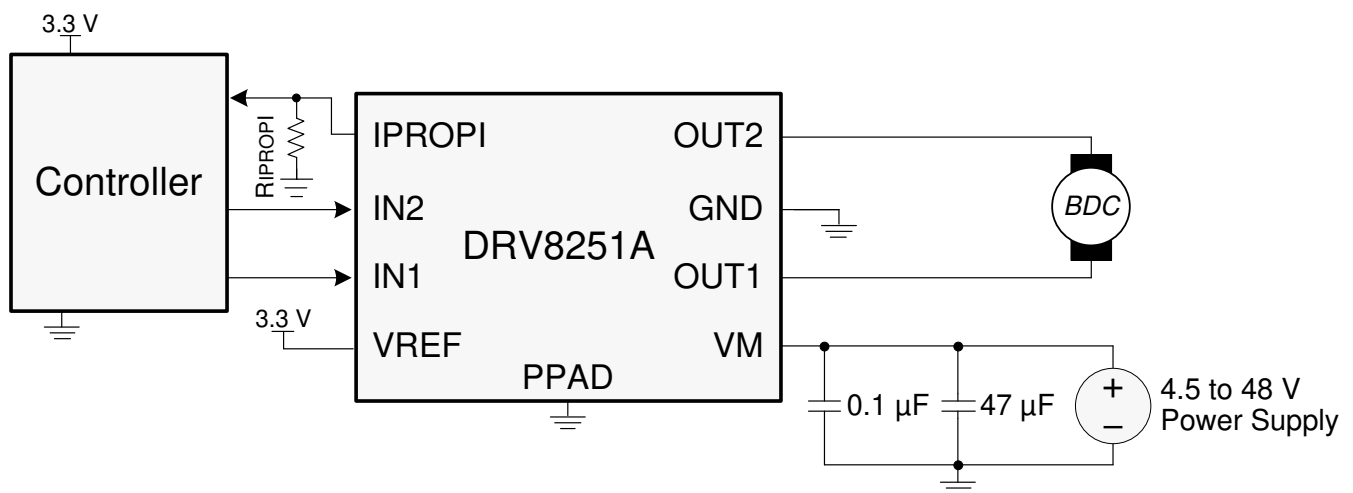 3.3 V
Controller
RIPROPI
IPROPI
IN2
IN1
3.3 V
VREF
DRV8251A
PPAD
OUT2
GND
OUT1
VM
BDC
0.1 µF
47 µF
+
–
4.5 to 48 V
Power Supply